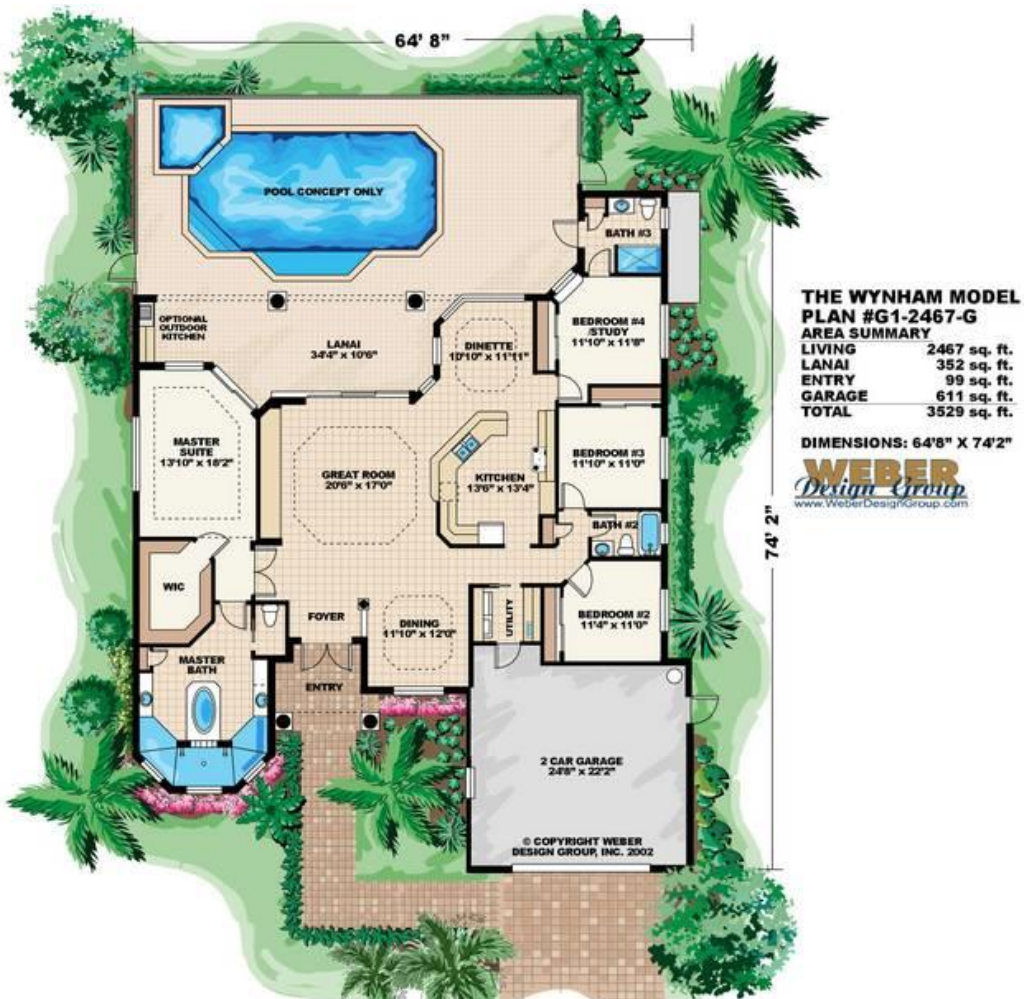 64' 8"
POOL CONCEPT ONLY
BATH #3
OPTIONAL
OUTDOOR
KITCHEN
LANAI
34'4" x 10'6"
DINETTE
10'10" x 11'11"
BEDROOM #4
/STUDY
11'10" x 11'8"
MASTER
SUITE
13'10" x 18'2"
GREAT ROOM
20'6" x 17'0"
KITCHEN
13'6" x 13'4"
BEDROOM #3
11'10" x 11'0"
BATH #2
WIC
FOYER
DINING
11'10" x 12'0"
UTILITY
BEDROOM #2
11'4" x 11'0"
MASTER
BATH
ENTRY
2 CAR GARAGE
24'8" x 22'2"
© COPYRIGHT WEBER
DESIGN GROUP, INC. 2002
74' 2"
THE WYNHAM MODEL
PLAN #G1-2467-G
AREA SUMMARY
LIVING 2467 sq. ft.
LANAI 352 sq. ft.
ENTRY 99 sq. ft.
GARAGE 611 sq. ft.
TOTAL 3529 sq. ft.
DIMENSIONS: 64'8" X 74'2"
WEBER
Design Group
www.WeberDesignGroup.com